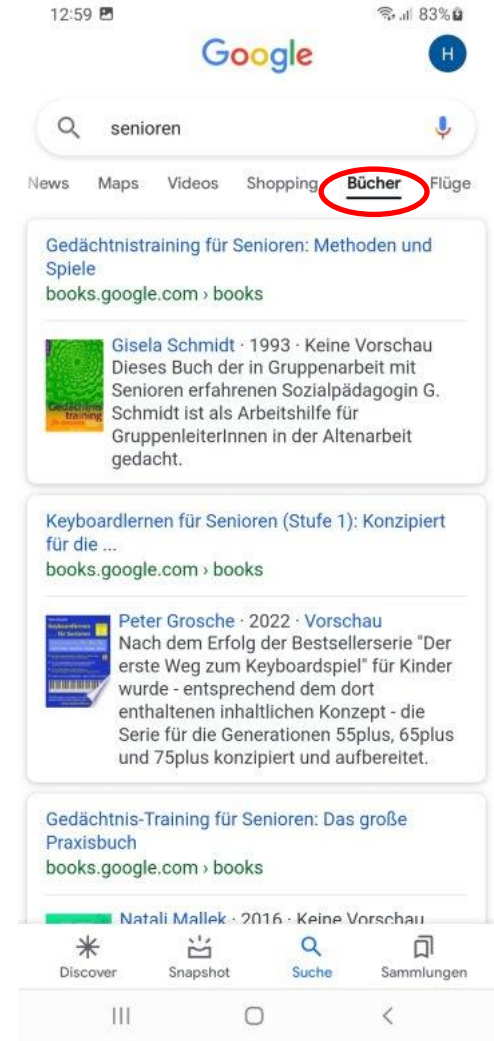 12:59 83%
Google H
senioren
News Maps Videos Shopping Bücher Flüge
Gedächtnistraining für Senioren: Methoden und
Spiele
books.google.com › books
Gisela Schmidt · 1993 · Keine Vorschau
Dieses Buch der in Gruppenarbeit mit
Senioren erfahrenen Sozialpädagogin G.
Schmidt ist als Arbeitshilfe für
GruppenleiterInnen in der Altenarbeit
gedacht.
Gedächtnis
training
Keyboardlernen für Senioren (Stufe 1): Konzipiert
für die ...
books.google.com › books
Peter Grosche · 2022 · Vorschau
Nach dem Erfolg der Bestsellerserie "Der
erste Weg zum Keyboardspiel" für Kinder
wurde - entsprechend dem dort
enthaltenen inhaltlichen Konzept - die
Serie für die Generationen 55plus, 65plus
und 75plus konzipiert und aufbereitet.
Keyboardlernen
für Senioren
Gedächtnis-Training für Senioren: Das große
Praxisbuch
books.google.com › books
Natali Mallek · 2016 · Keine Vorschau
Discover Snapshot Suche Sammlungen